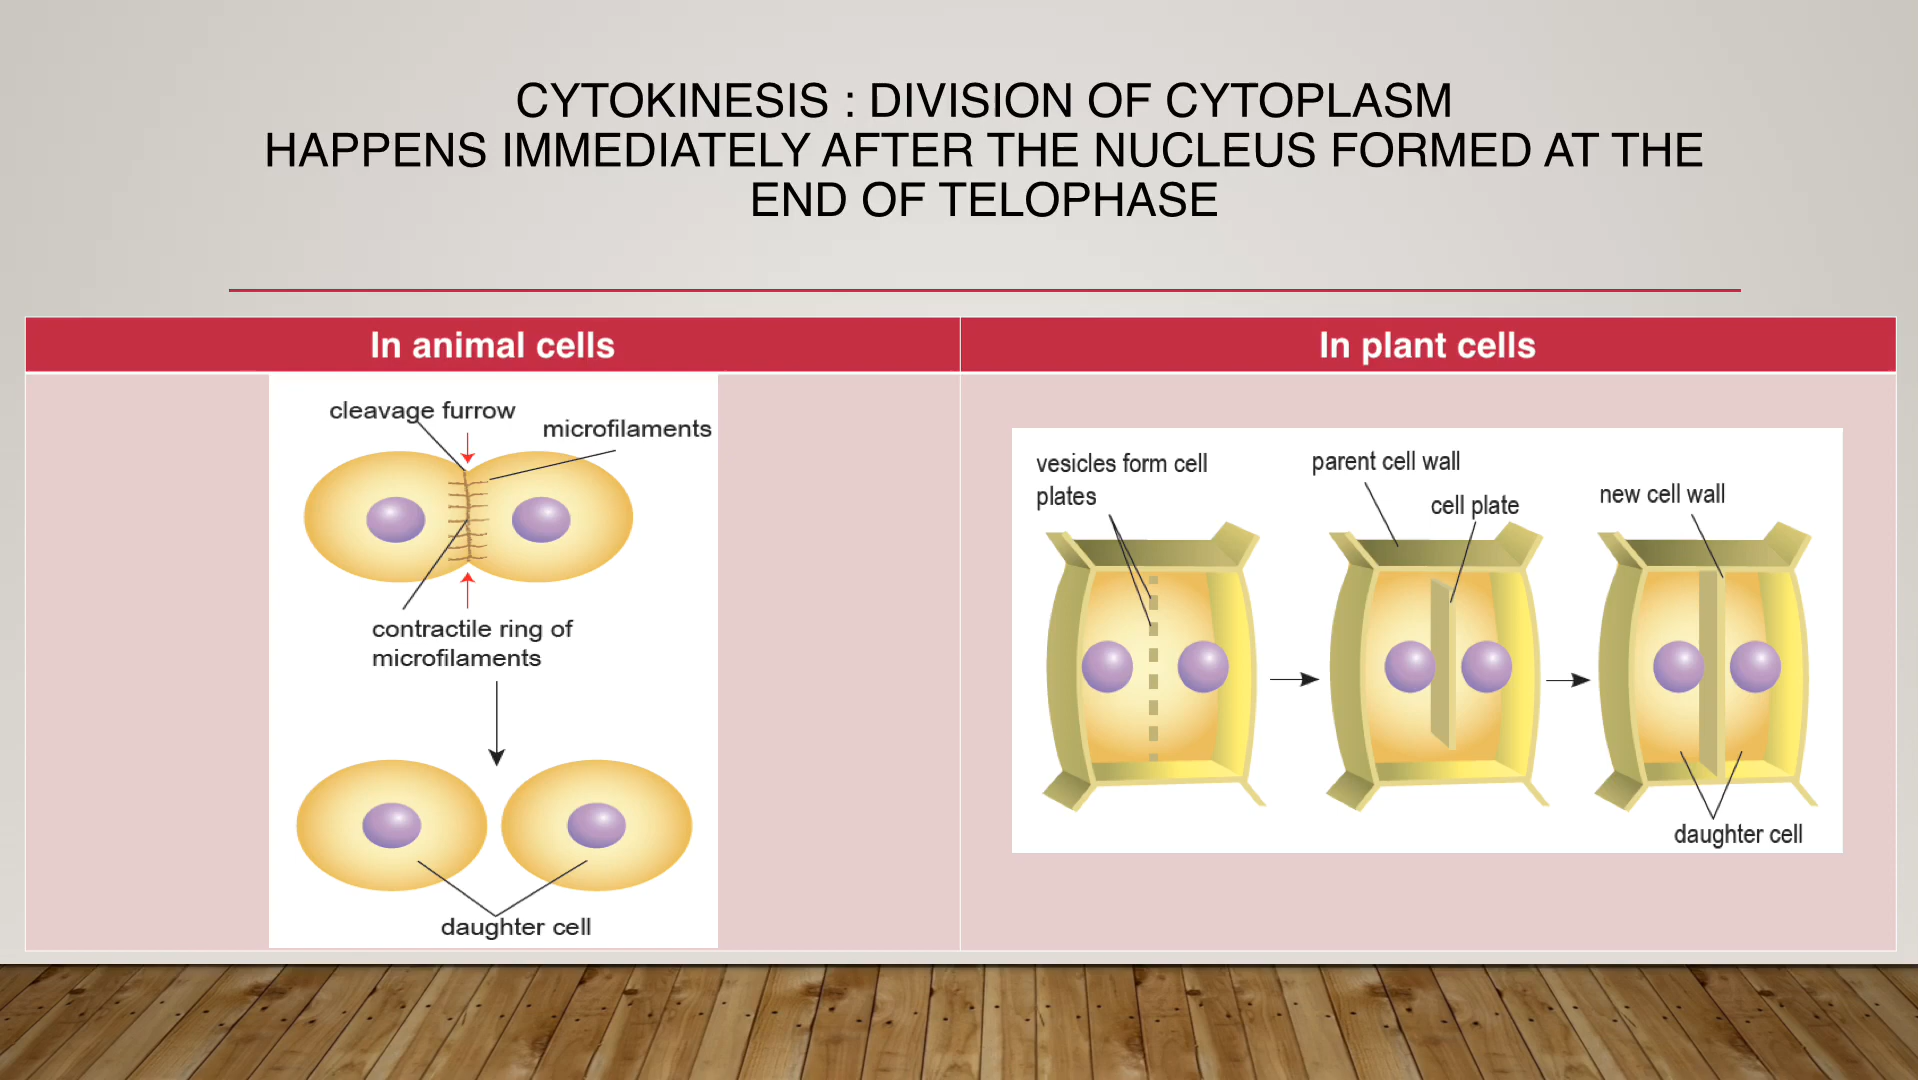 CYTOKINESIS : DIVISION OF CYTOPLASM
HAPPENS IMMEDIATELY AFTER THE NUCLEUS FORMED AT THE
END OF TELOPHASE
In animal cells
cleavage furrow
microfilaments
contractile ring of
microfilaments
daughter cell
In plant cells
vesicles form cell
plates
parent cell wall
cell plate
new cell wall
daughter cell